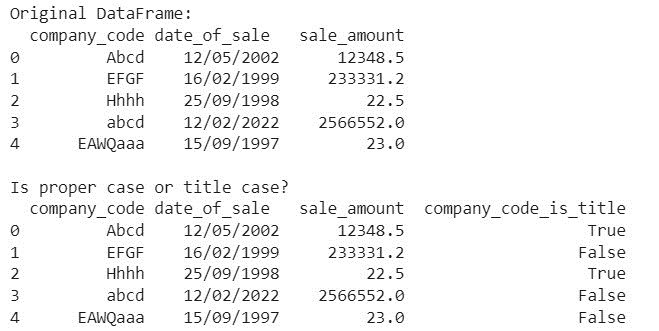 Original DataFrame:
company_code date_of_sale sale_amount
0 Abcd 12/05/2002 12348.5
1 EFGF 16/02/1999 233331.2
2 Hhhh 25/09/1998 22.5
3 abcd 12/02/2022 2566552.0
4 EAWQaaa 15/09/1997 23.0
Is proper case or title case?
company_code date_of_sale sale_amount company_code_is_title
0 Abcd 12/05/2002 12348.5 True
1 EFGF 16/02/1999 233331.2 False
2 Hhhh 25/09/1998 22.5 True
3 abcd 12/02/2022 2566552.0 False
4 EAWQaaa 15/09/1997 23.0 False